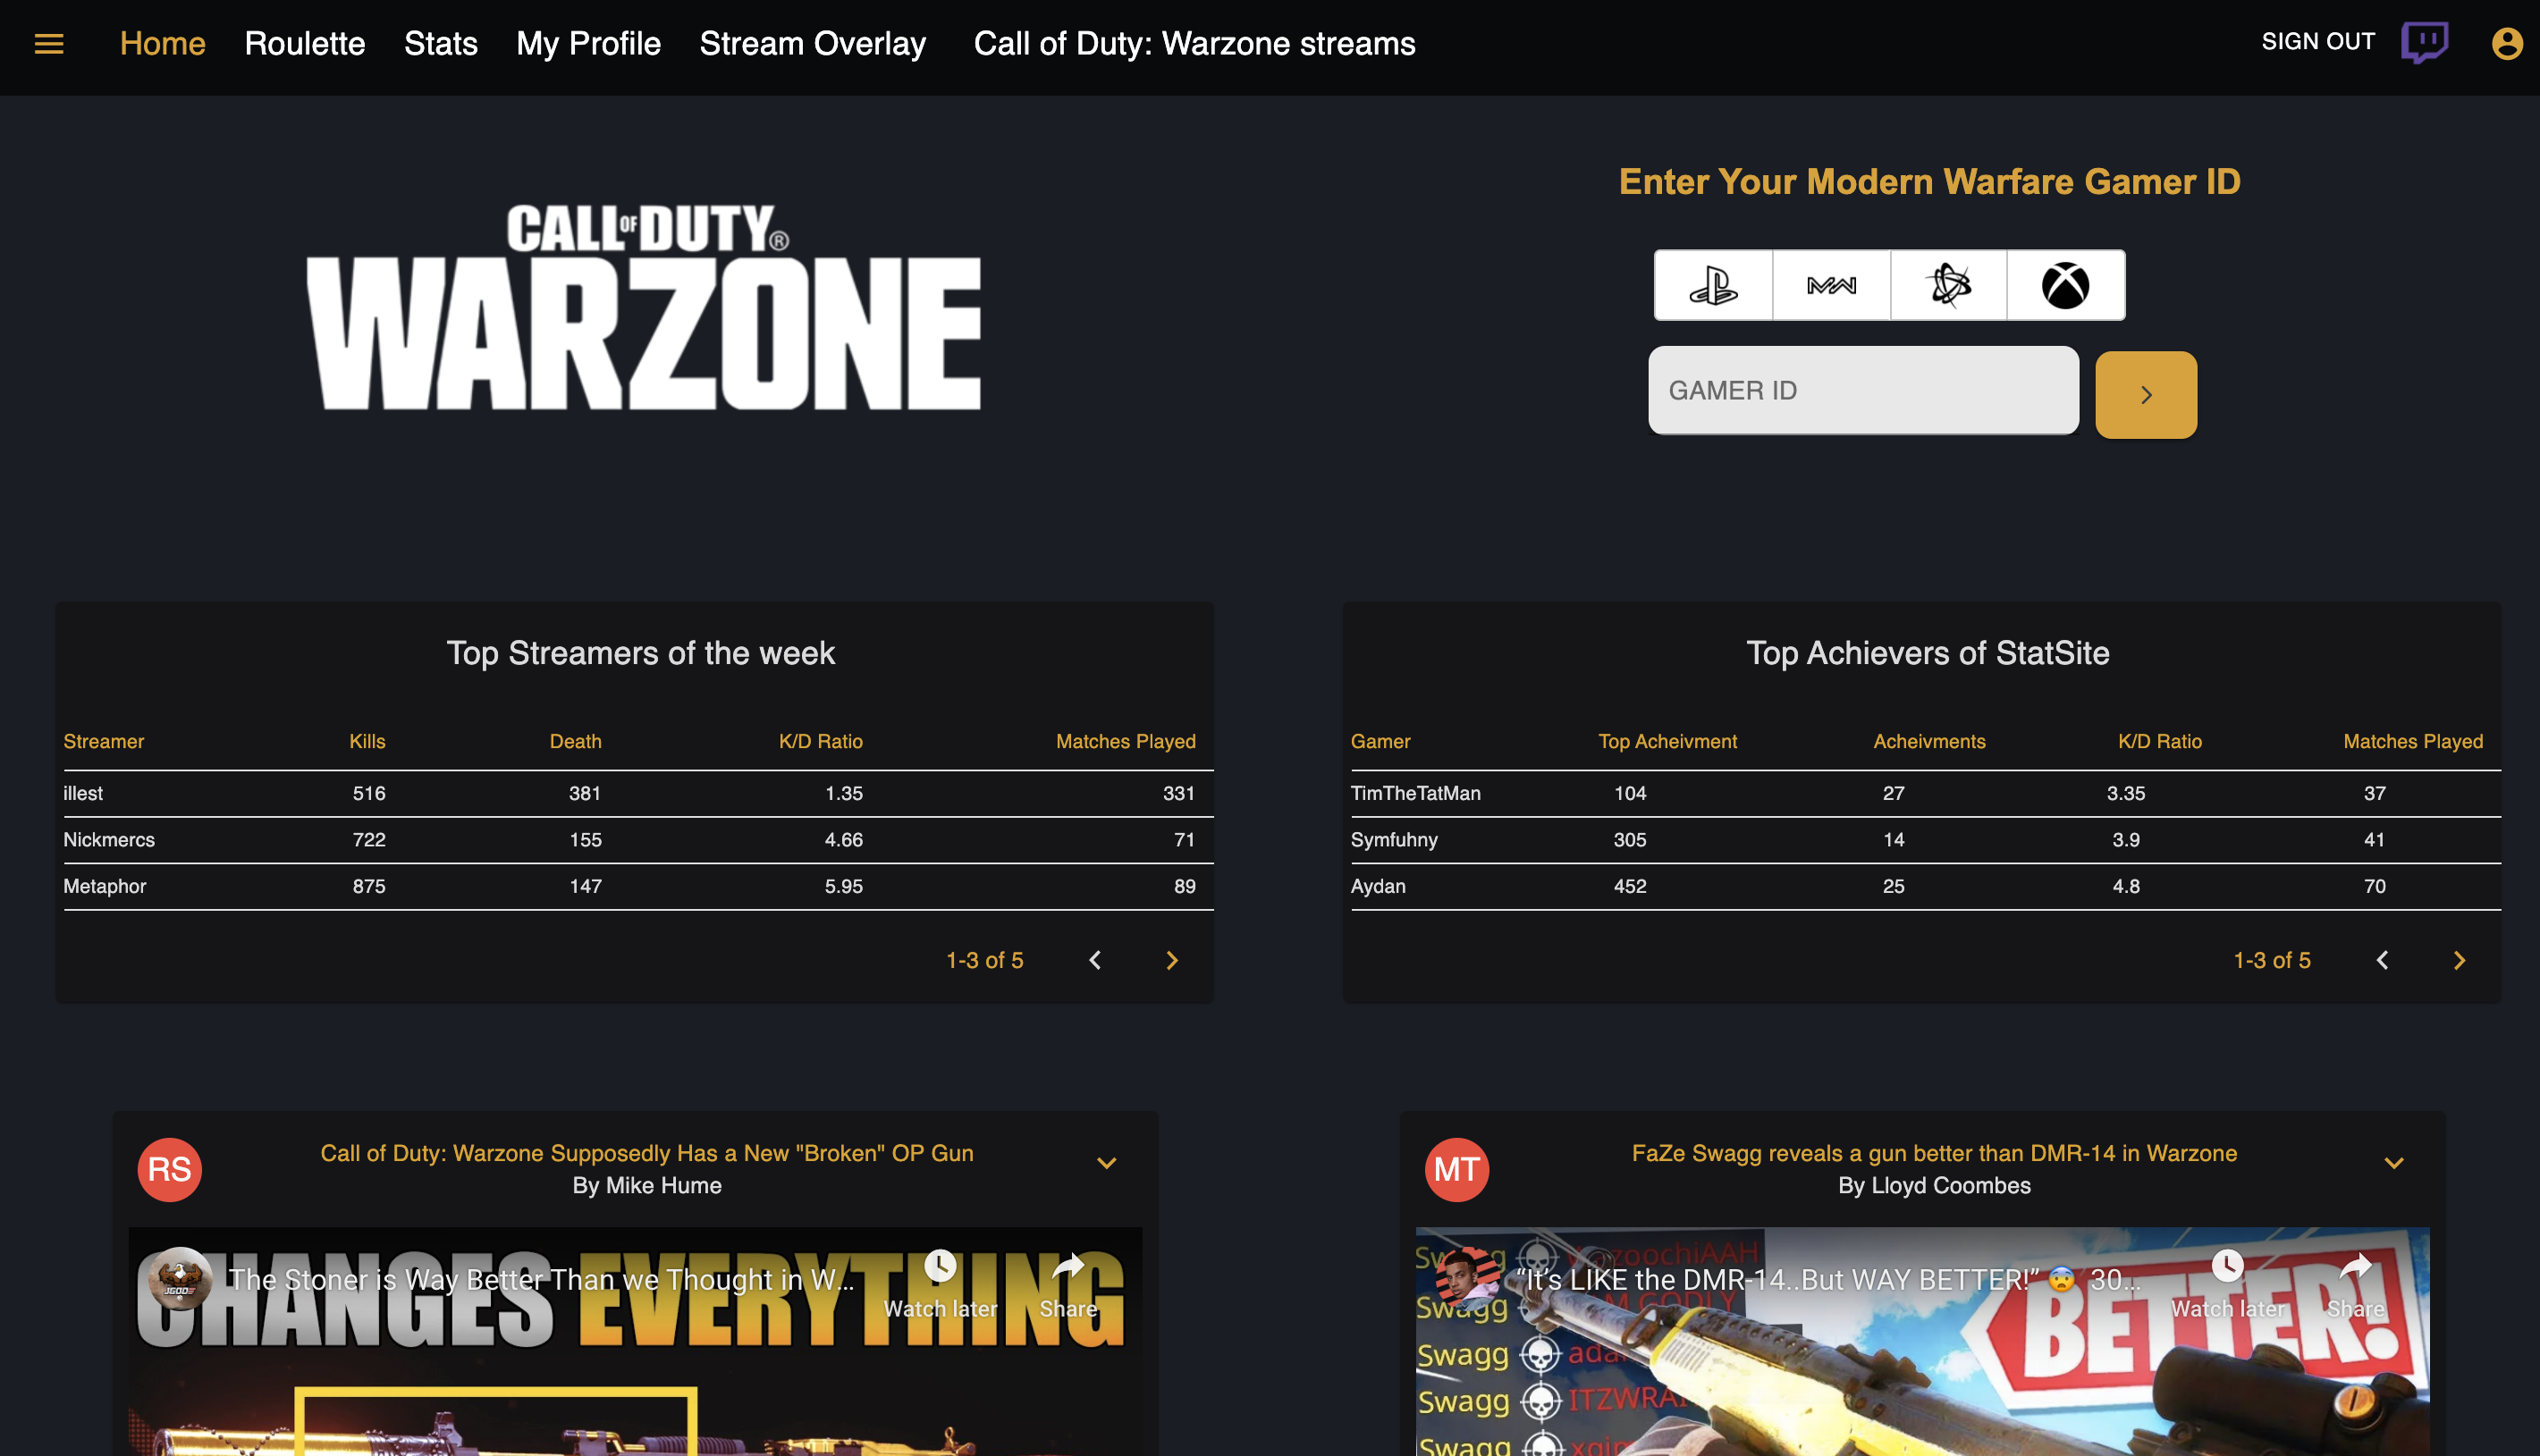 Home Roulette Stats My Profile Stream Overlay Call of Duty: Warzone streams SIGN OUT
Enter Your Modern Warfare Gamer ID
CALL OF DUTY®
WARZONE
GAMER ID
Top Streamers of the week
Streamer Kills Death K/D Ratio Matches Played
illest 516 381 1.35 331
Nickmercs 722 155 4.66 71
Metaphor 875 147 5.95 89
1-3 of 5
Top Achievers of StatSite
Gamer Top Acheivment Acheivments K/D Ratio Matches Played
TimTheTatMan 104 27 3.35 37
Symfuhny 305 14 3.9 41
Aydan 452 25 4.8 70
1-3 of 5
RS
Call of Duty: Warzone Supposedly Has a New "Broken" OP Gun
By Mike Hume
JGOD
The Stoner is Way Better Than we Thought in W...
Watch later Share
CHANGES EVERYTHING
MT
FaZe Swagg reveals a gun better than DMR-14 in Warzone
By Lloyd Coombes
“It's LIKE the DMR-14..But WAY BETTER!” 😨 30...
Watch later Share
BETTER!
Swagg
Swagg
Swagg
Swagg
Swagg